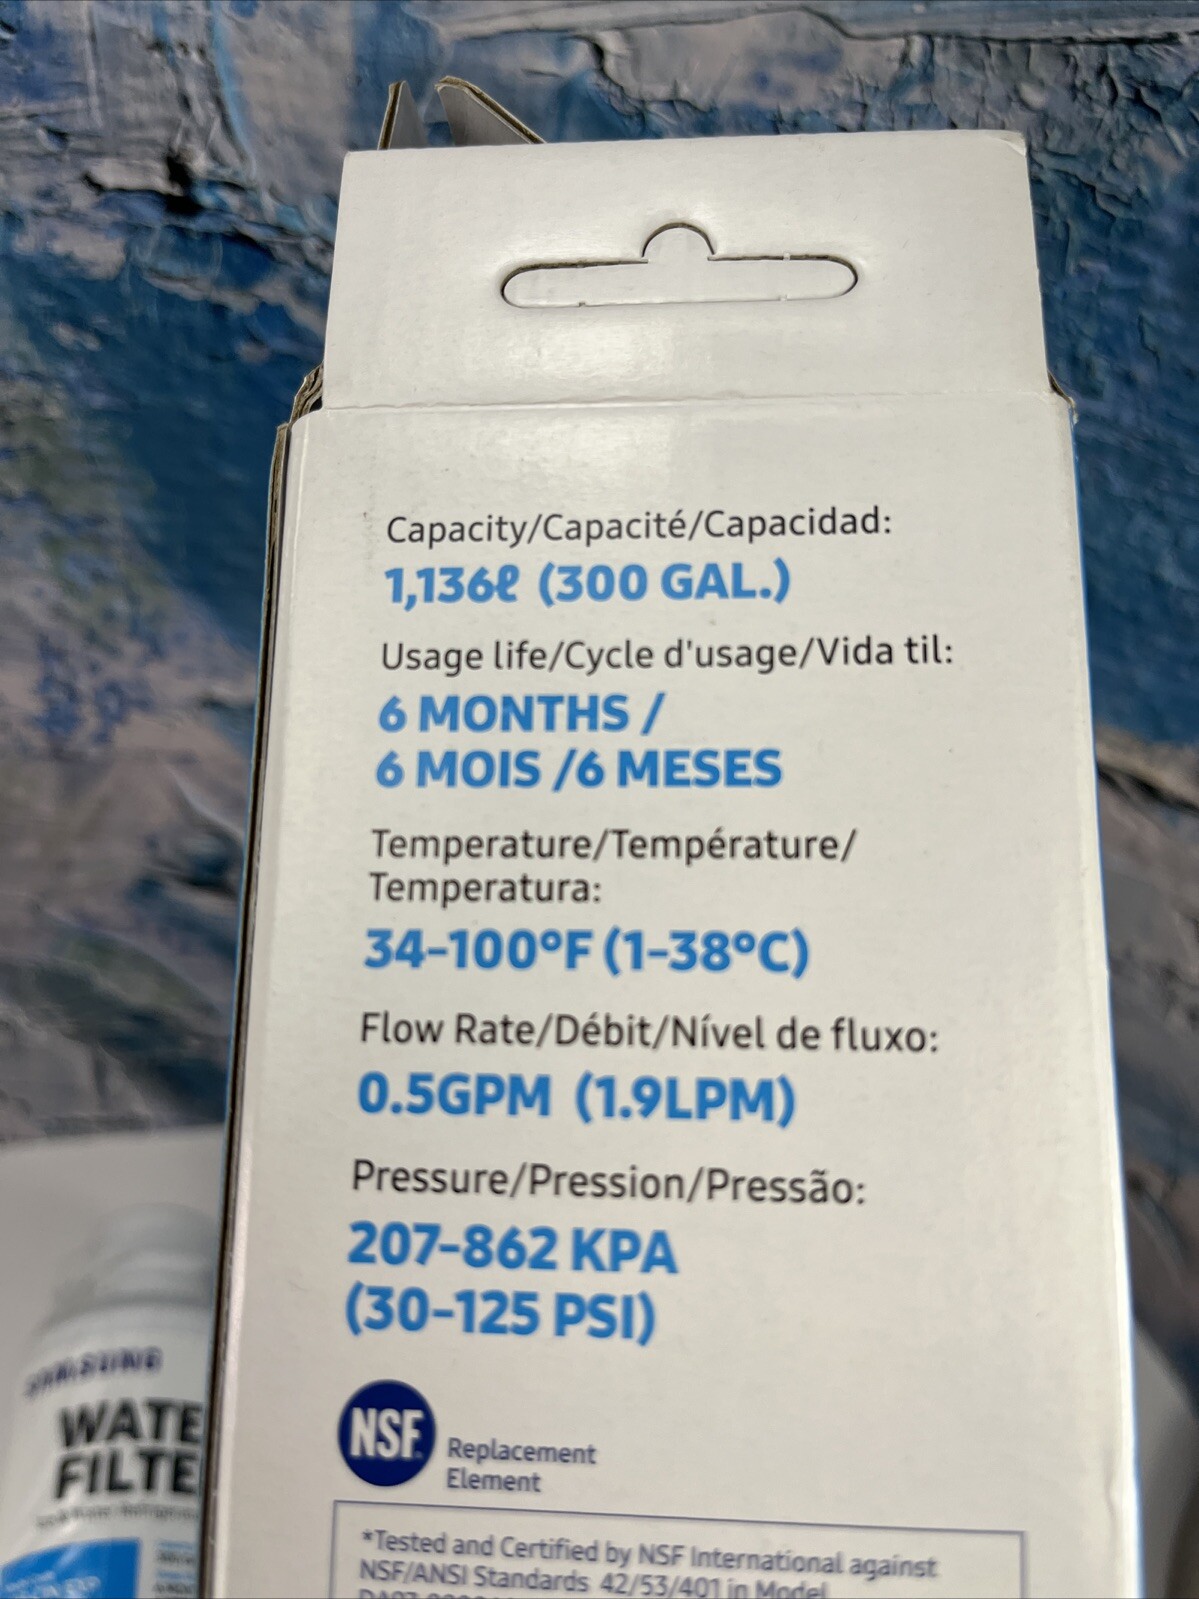 Capacity/Capacité/Capacidad:
1,136ℓ (300 GAL.)
Usage life/Cycle d'usage/Vida til:
6 MONTHS /
6 MOIS /6 MESES
Temperature/Température/
Temperatura:
34-100°F (1-38°C)
Flow Rate/Débit/Nível de fluxo:
0.5GPM (1.9LPM)
Pressure/Pression/Pressão:
207-862 KPA
(30-125 PSI)
NSF
Replacement
Element
*Tested and Certified by NSF International against
NSF/ANSI Standards 42/53/401 in Model
SAMSUNG
WATE
FILTE